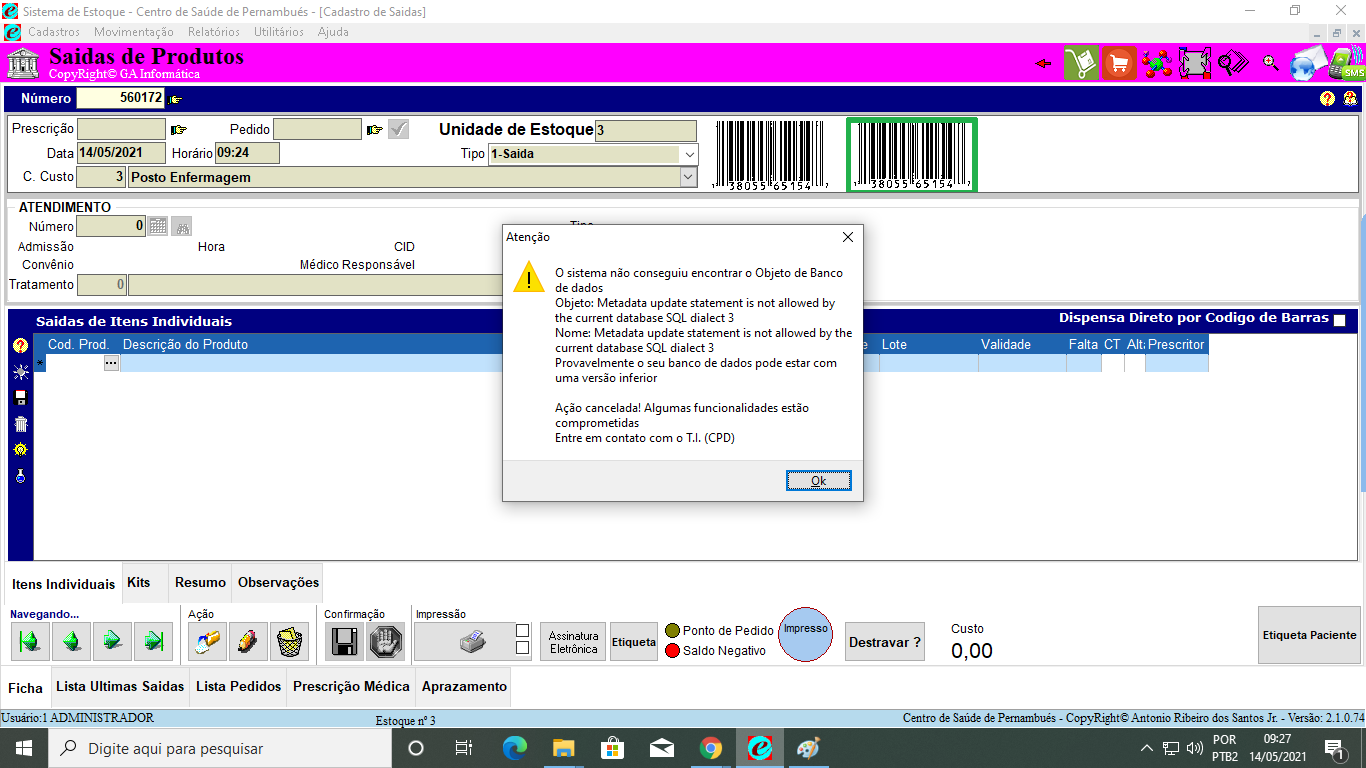 Sistema de Estoque - Centro de Saúde de Pernambués - [Cadastro de Saidas]
Cadastros Movimentação Relatórios Utilitários Ajuda
Saidas de Produtos
CopyRight© GA Informática
SMS
Número 560172
Prescrição Pedido Unidade de Estoque 3
Data 14/05/2021 Horário 09:24 Tipo 1-Saida
C. Custo 3 Posto Enfermagem
1 38055 65154 7
1 38055 65154 7
ATENDIMENTO
Número 0
Admissão Hora CID
Convênio Médico Responsável
Tratamento 0
Atenção
O sistema não conseguiu encontrar o Objeto de Banco
de dados
Objeto: Metadata update statement is not allowed by
the current database SQL dialect 3
Nome: Metadata update statement is not allowed by the
current database SQL dialect 3
Provavelmente o seu banco de dados pode estar com
uma versão inferior
Ação cancelada! Algumas funcionalidades estão
comprometidas
Entre em contato com o T.I. (CPD)
Ok
Saidas de Itens Individuais Dispensa Direto por Codigo de Barras
Cod. Prod. Descrição do Produto e Lote Validade Falta CT Alt Prescritor
Itens Individuais Kits Resumo Observações
Navegando... Ação Confirmação Impressão
Assinatura
Eletrônica
Etiqueta
Ponto de Pedido
Saldo Negativo
Impresso
Destravar ?
Custo
0,00
Etiqueta Paciente
Ficha Lista Ultimas Saidas Lista Pedidos Prescrição Médica Aprazamento
Usuário:1 ADMINISTRADOR Estoque nº 3 Centro de Saúde de Pernambués - CopyRight© Antonio Ribeiro dos Santos Jr. - Versão: 2.1.0.74
Digite aqui para pesquisar
POR
PTB2
09:27
14/05/2021
1